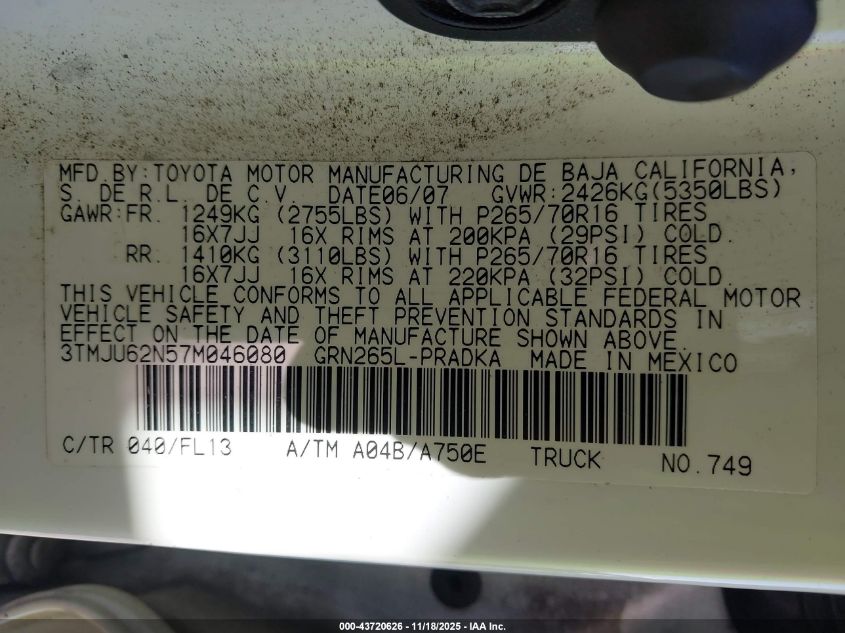 MFD.BY:TOYOTA MOTOR MANUFACTURING DE BAJA CALIFORNIA,
S. DE R.L. DE C.V. DATE06/07 GVWR:2426KG(5350LBS)
GAWR:FR. 1249KG (2755LBS) WITH P265/70R16 TIRES
16X7JJ 16X RIMS AT 200KPA (29PSI) COLD.
RR. 1410KG (3110LBS) WITH P265/70R16 TIRES
16X7JJ 16X RIMS AT 220KPA (32PSI) COLD.
THIS VEHICLE CONFORMS TO ALL APPLICABLE FEDERAL MOTOR
VEHICLE SAFETY AND THEFT PREVENTION STANDARDS IN
EFFECT ON THE DATE OF MANUFACTURE SHOWN ABOVE.
3TMJU62N57M046080 GRN265L-PRADKA MADE IN MEXICO
C/TR 040/FL13 A/TM A04B/A750E TRUCK NO.749
000-43720626 - 11/18/2025 - IAA Inc.